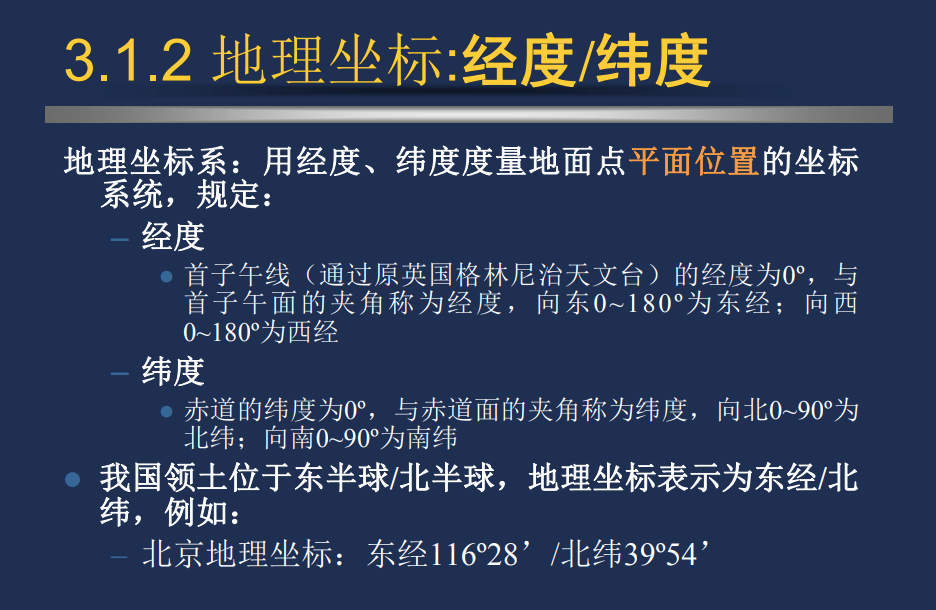 3.1.2 地理坐标:经度/纬度
地理坐标系：用经度、纬度度量地面点平面位置的坐标
系统，规定：
– 经度
● 首子午线（通过原英国格林尼治天文台）的经度为0º，与
首子午面的夹角称为经度，向东0~180º为东经；向西
0~180º为西经
– 纬度
● 赤道的纬度为0º，与赤道面的夹角称为纬度，向北0~90º为
北纬；向南0~90º为南纬
● 我国领土位于东半球/北半球，地理坐标表示为东经/北
纬，例如：
– 北京地理坐标：东经116º28’/北纬39º54’